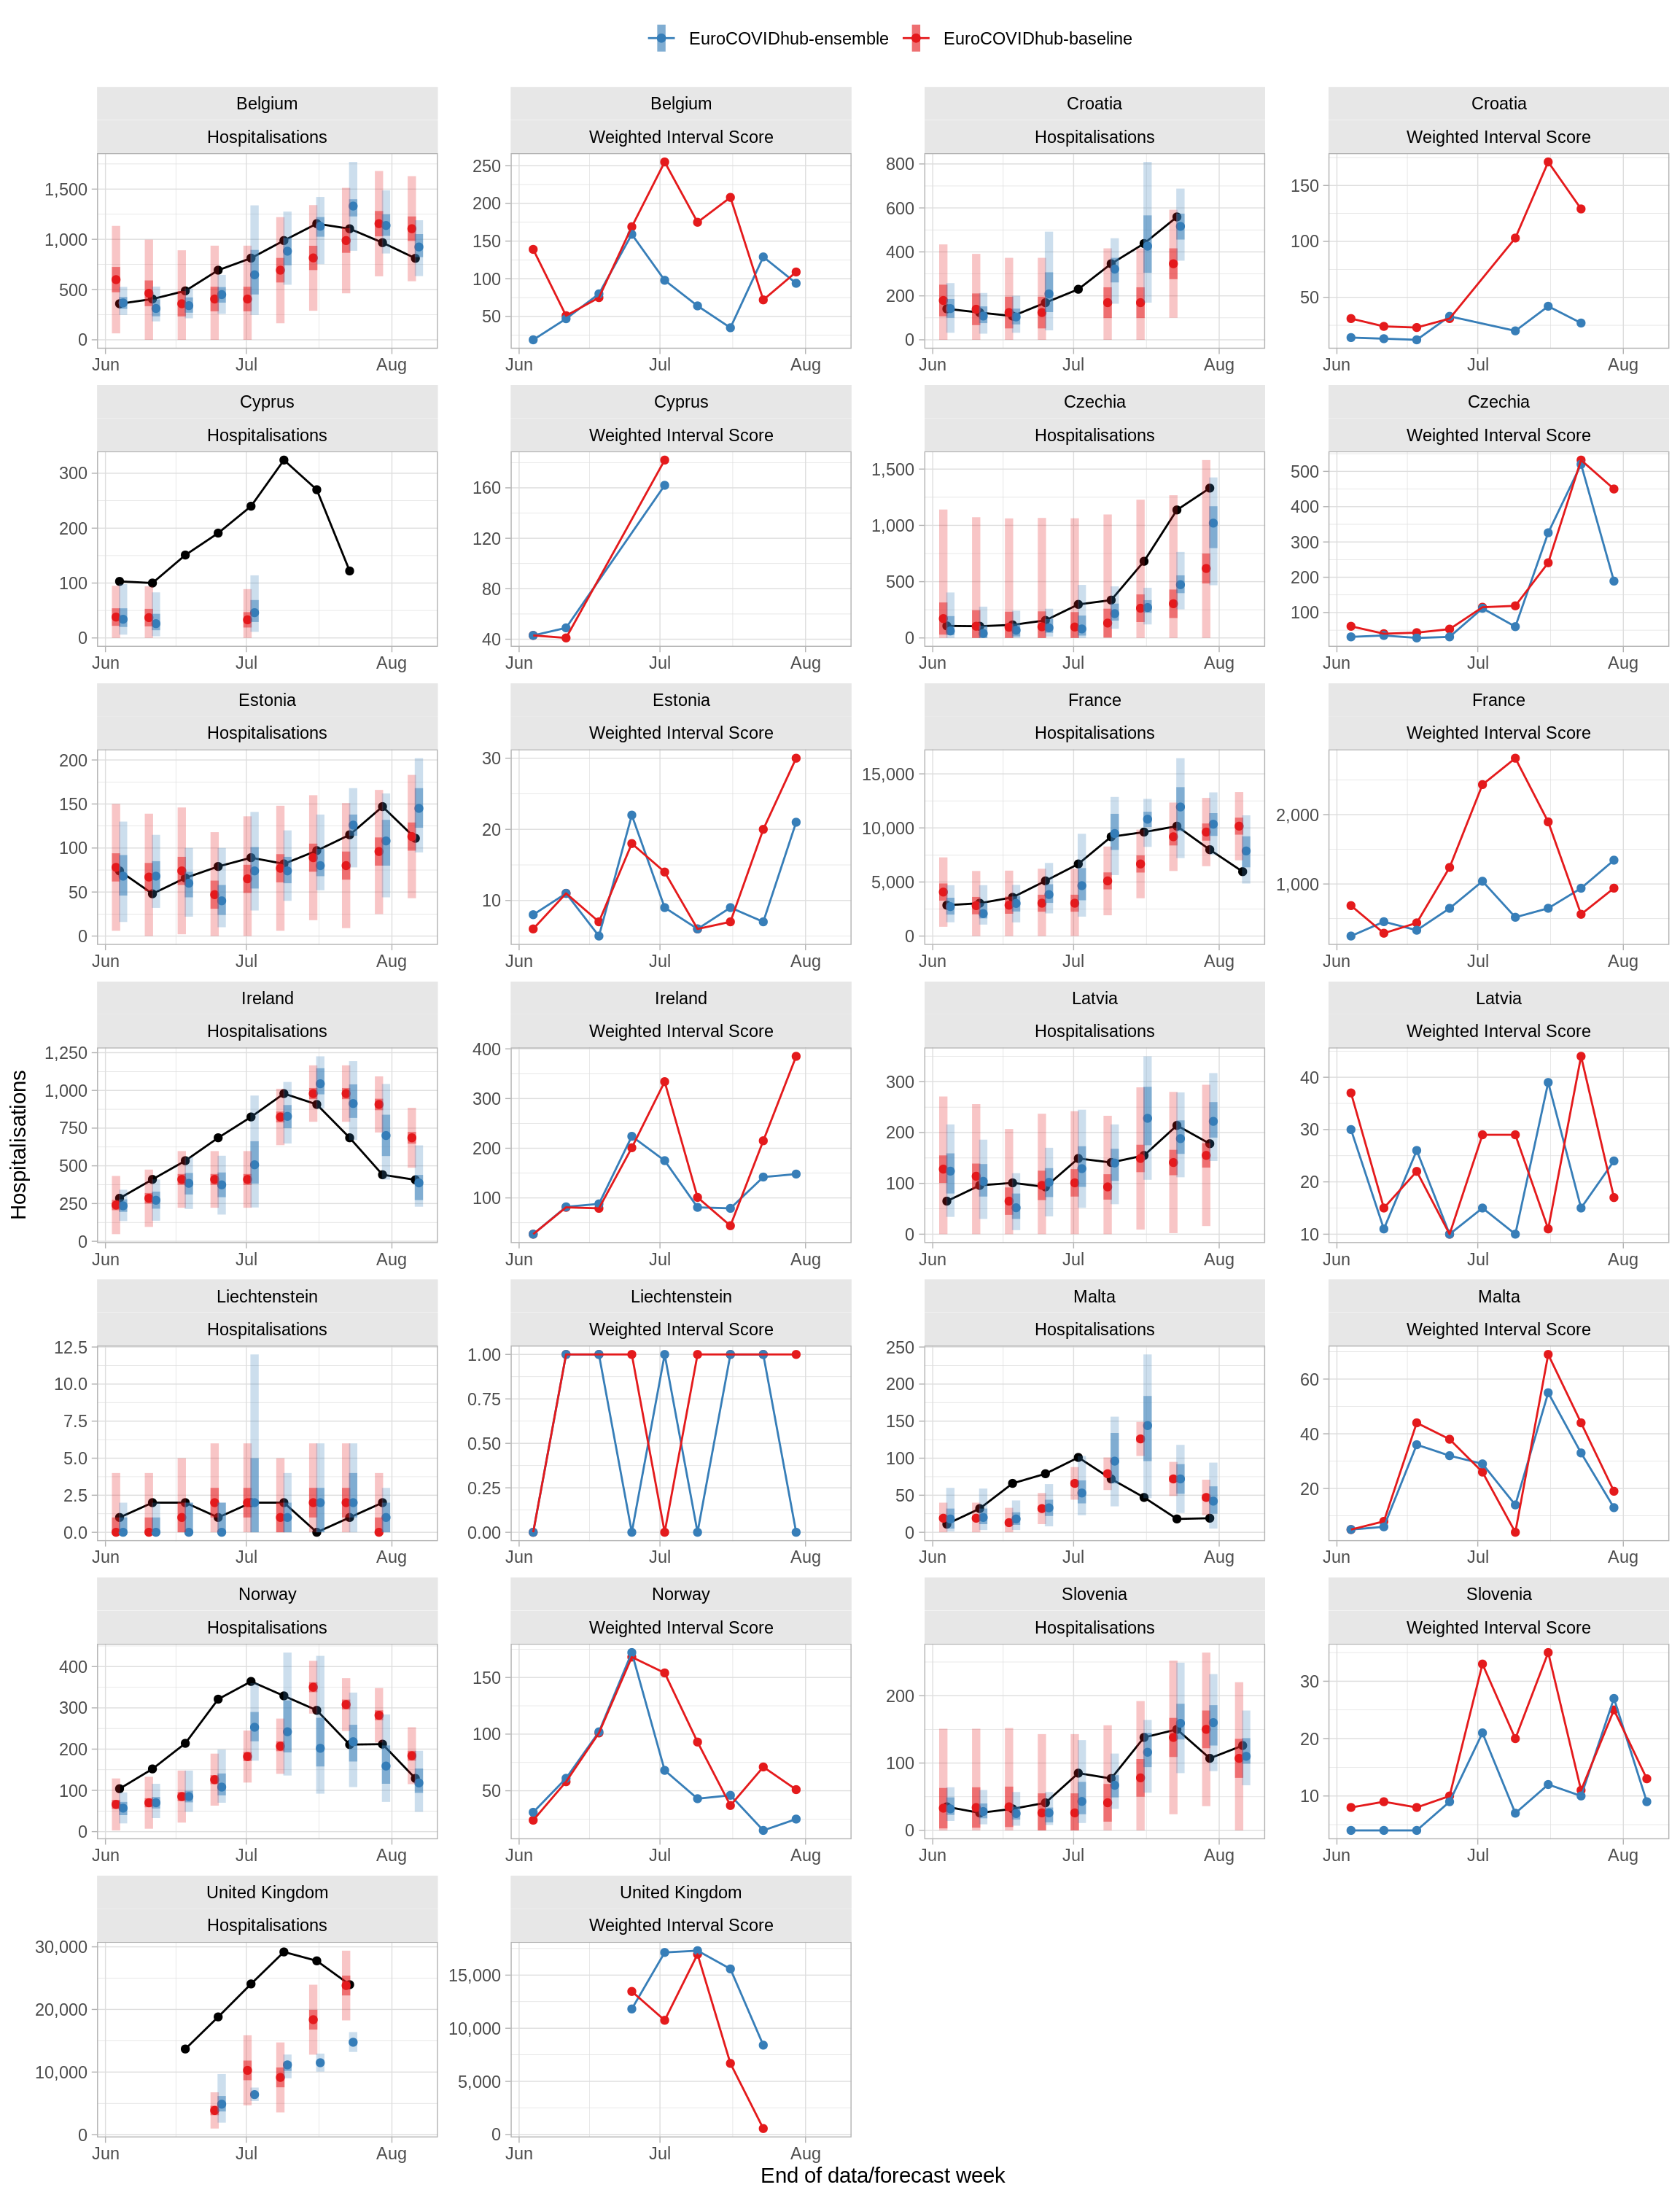 EuroCOVIDhub-ensemble EuroCOVIDhub-baseline
Belgium Belgium Croatia Croatia
Hospitalisations Weighted Interval Score Hospitalisations Weighted Interval Score
1,500 250 800 150
1,000 200 600 100
500 150 400 50
0 100 200
50 0
Jun Jul Aug Jun Jul Aug Jun Jul Aug Jun Jul Aug
Cyprus Cyprus Czechia Czechia
Hospitalisations Weighted Interval Score Hospitalisations Weighted Interval Score
300 160 1,500 500
200 120 1,000 400
100 80 500 300
0 40 0 200
100
Jun Jul Aug Jun Jul Aug Jun Jul Aug Jun Jul Aug
Estonia Estonia France France
Hospitalisations Weighted Interval Score Hospitalisations Weighted Interval Score
200 30 15,000 2,000
150 20 10,000 1,000
100 10 5,000
50 0
0
Jun Jul Aug Jun Jul Aug Jun Jul Aug Jun Jul Aug
Ireland Ireland Latvia Latvia
Hospitalisations Weighted Interval Score Hospitalisations Weighted Interval Score
1,250 400 300 40
1,000 300 200 30
750 200 100 20
500 100 0 10
250
0
Jun Jul Aug Jun Jul Aug Jun Jul Aug Jun Jul Aug
Hospitalisations
Liechtenstein Liechtenstein Malta Malta
Hospitalisations Weighted Interval Score Hospitalisations Weighted Interval Score
12.5 1.00 250 60
10.0 0.75 200 40
7.5 0.50 150 20
5.0 0.25 100
2.5 0.00 50
0.0 0
Jun Jul Aug Jun Jul Aug Jun Jul Aug Jun Jul Aug
Norway Norway Slovenia Slovenia
Hospitalisations Weighted Interval Score Hospitalisations Weighted Interval Score
400 150 200 30
300 100 100 20
200 50 0 10
100
0
Jun Jul Aug Jun Jul Aug Jun Jul Aug Jun Jul Aug
United Kingdom United Kingdom
Hospitalisations Weighted Interval Score
30,000 15,000
20,000 10,000
10,000 5,000
0 0
Jun Jul Aug Jun Jul Aug
End of data/forecast week